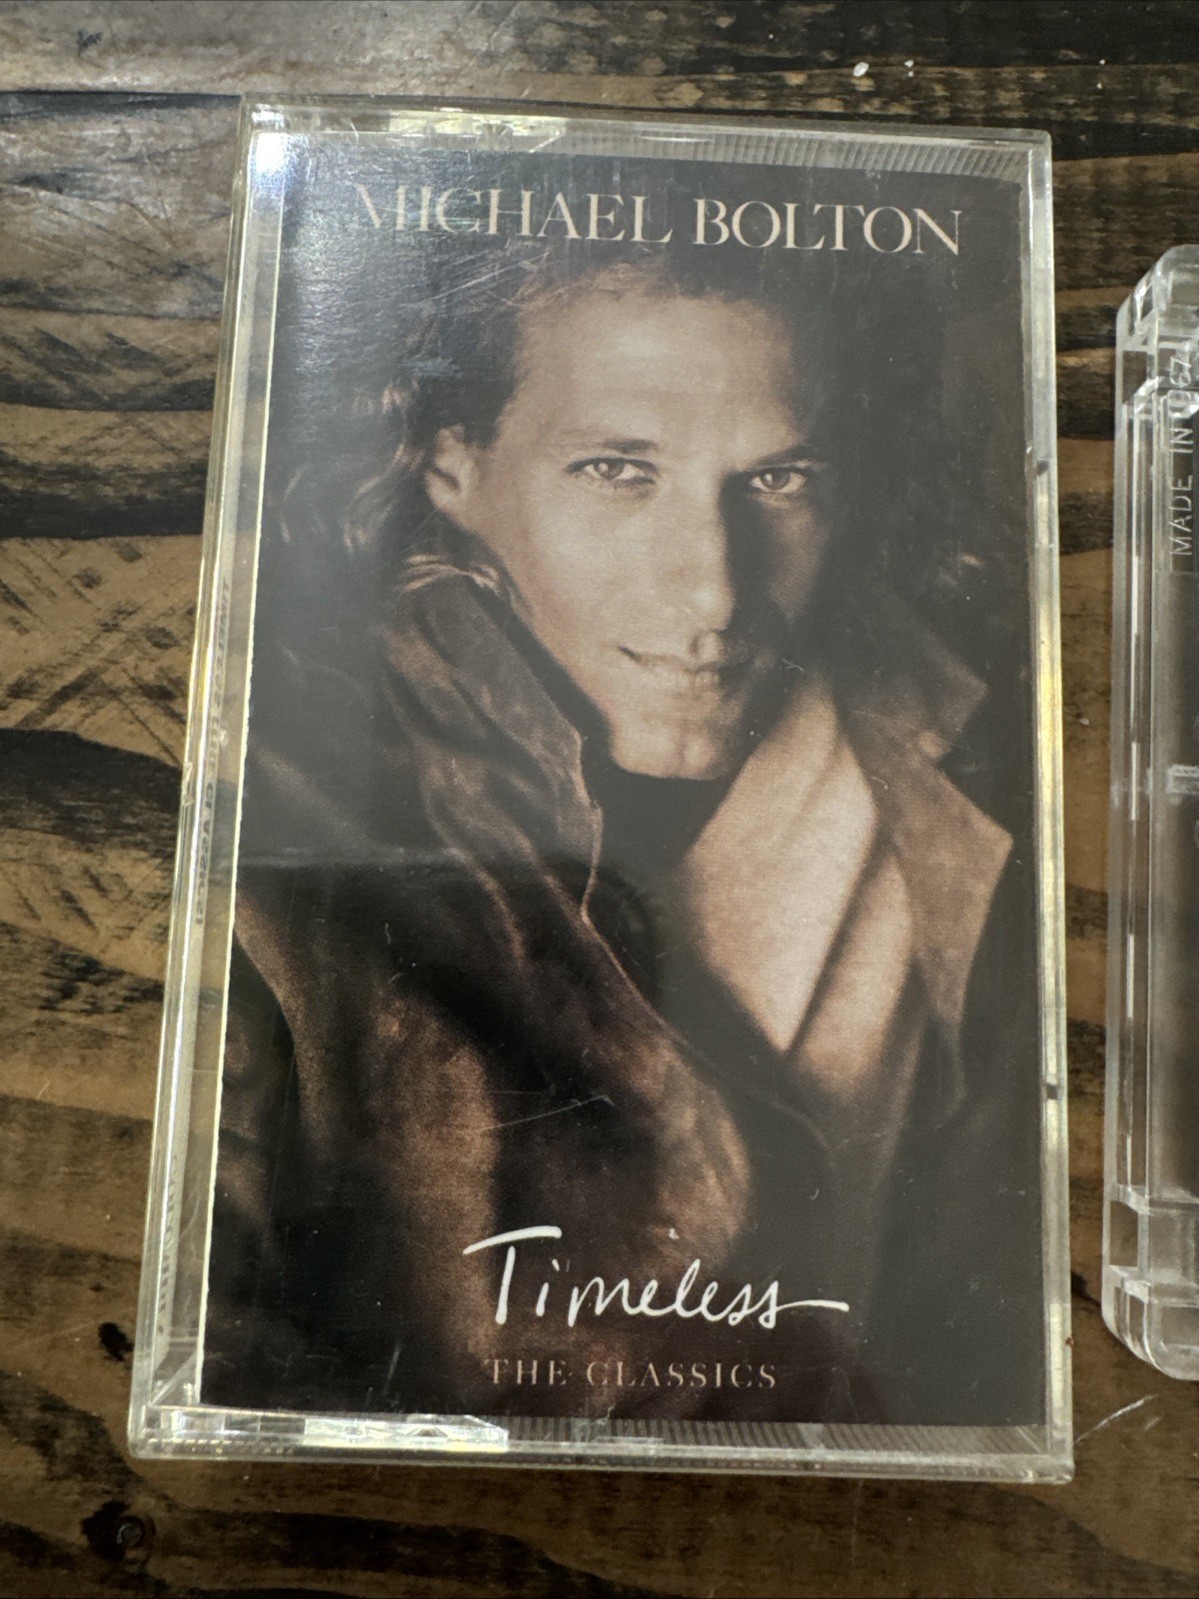 MICHAEL BOLTON
Timeless
THE CLASSICS
MADE IN